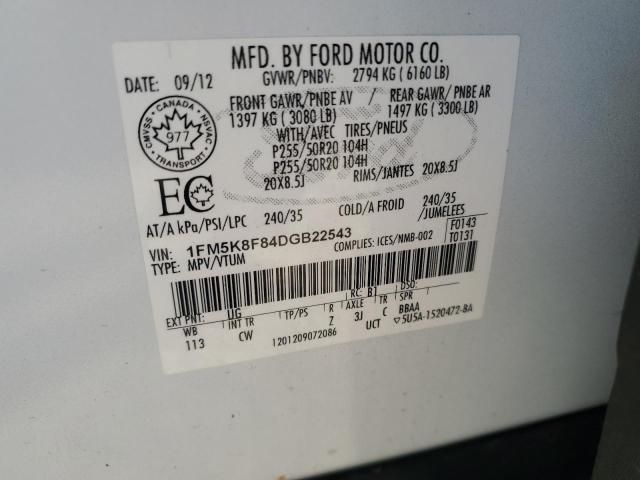 MFD. BY FORD MOTOR CO.
DATE: 09/12
GVWR/PNBV: 2794 KG ( 6160 LB)
FRONT GAWR/PNBE AV
REAR GAWR/PNBE AR
1397 KG ( 3080 LB)
1497 KG ( 3300 LB)
WITH/AVEC TIRES/PNEUS
P255/50R20 104H
P255/50R20 104H
20X8.5J
RIMS/JANTES 20X8.5J
CANADA
CMVSS
NSVAC
977
TRANSPORT
EC
AT/A kPa/PSI/LPC 240/35
COLD/A FROID 240/35
/JUMELEES
VIN: 1FM5K8F84DGB22543
COMPLIES: ICES/NMB-002
F0143
T0131
TYPE: MPV/VTUM
EXT PNT: UG
RC: B1
DSO:
WB
INT TR
TP/PS
R
AXLE
TR
SPR
113
CW
Z
3J
C
BBAA
1201209072086
UCT
5U5A-1520472-BA